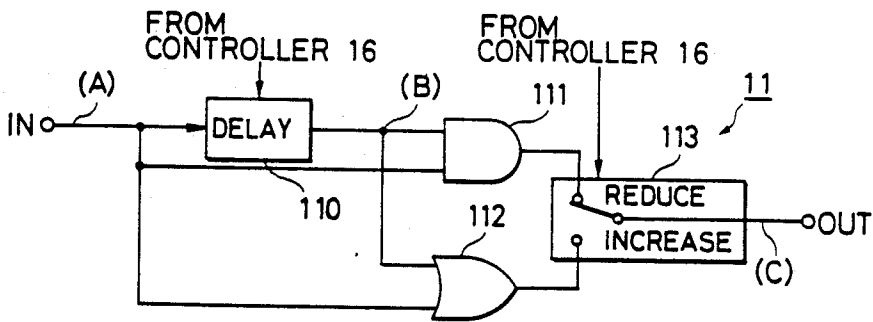 FROM
CONTROLLER 16
FROM
CONTROLLER 16
(A)
(B)
111
11
IN
DELAY
113
110
REDUCE
112
INCREASE
OUT
(C)